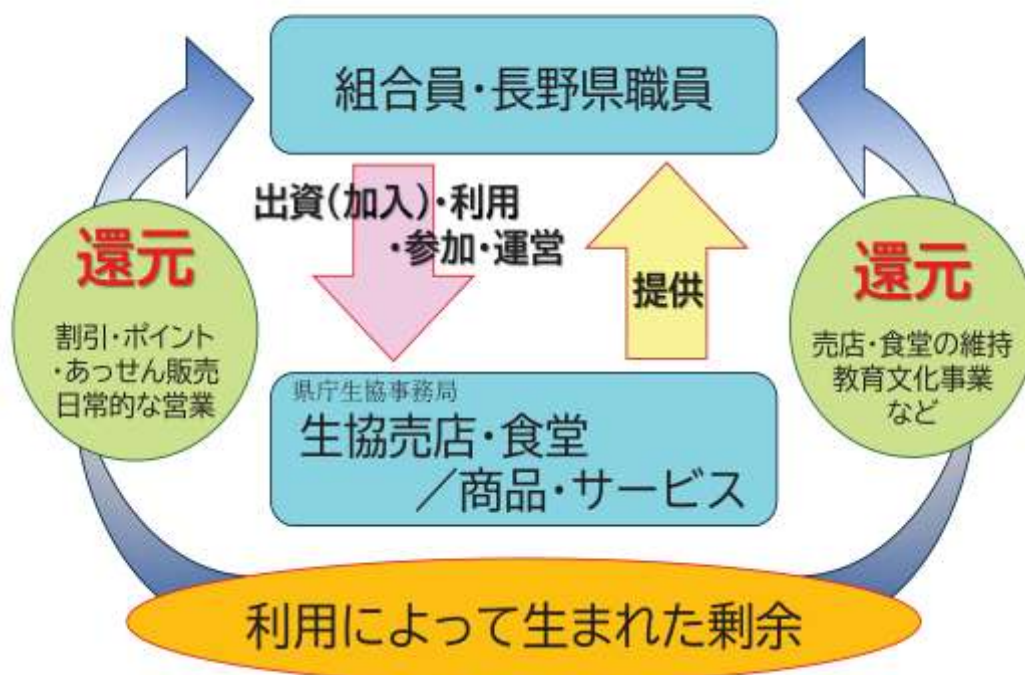 組合員・長野県職員
出資(加入)・利用
・参加・運営
提供
還元
割引・ポイント
・あっせん販売
日常的な営業
還元
売店・食堂の維持
教育文化事業
など
県庁生協事務局
生協売店・食堂
／商品・サービス
利用によって生まれた剰余